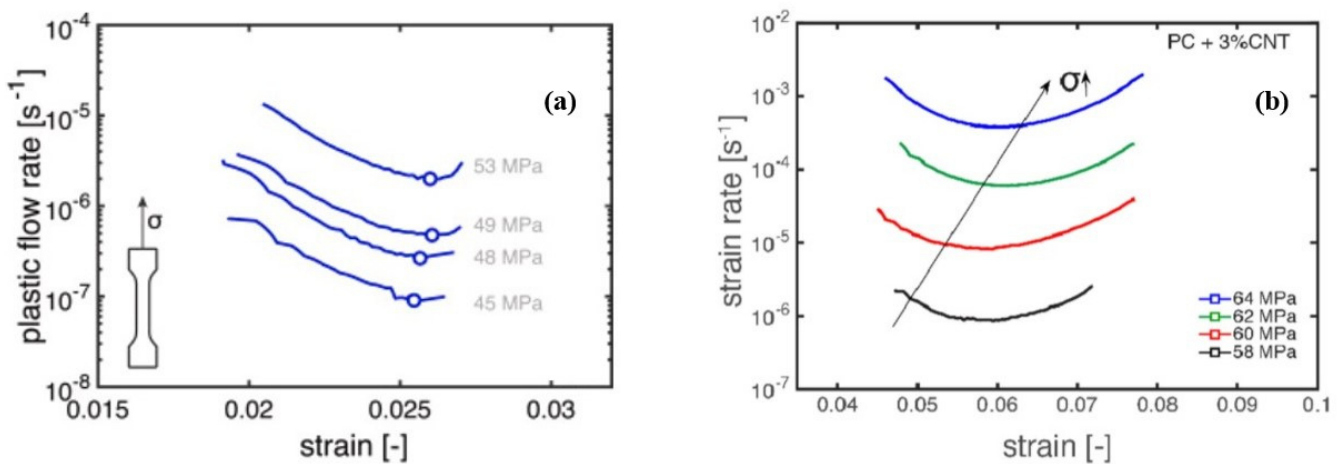 10⁻⁴
10⁻⁵
10⁻⁶
10⁻⁷
10⁻⁸
plastic flow rate [s⁻¹]
(a)
σ
53 MPa
49 MPa
48 MPa
45 MPa
0.015 0.02 0.025 0.03
strain [-]
10⁻²
10⁻³
10⁻⁴
10⁻⁵
10⁻⁶
10⁻⁷
strain rate [s⁻¹]
PC + 3%CNT
(b)
σ↑
64 MPa
62 MPa
60 MPa
58 MPa
0.04 0.05 0.06 0.07 0.08 0.09 0.1
strain [-]